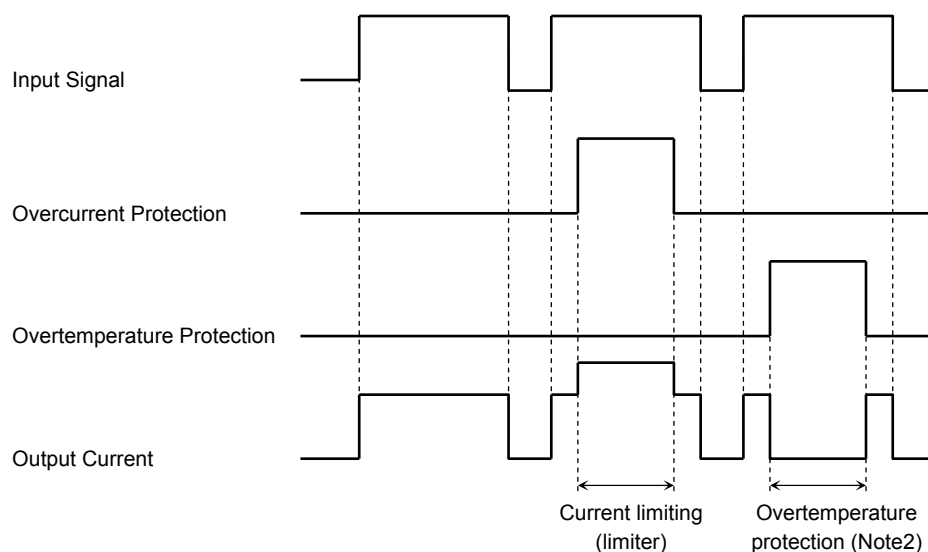 Input Signal
Overcurrent Protection
Overtemperature Protection
Output Current
Current limiting
(limiter)
Overtemperature
protection (Note2)